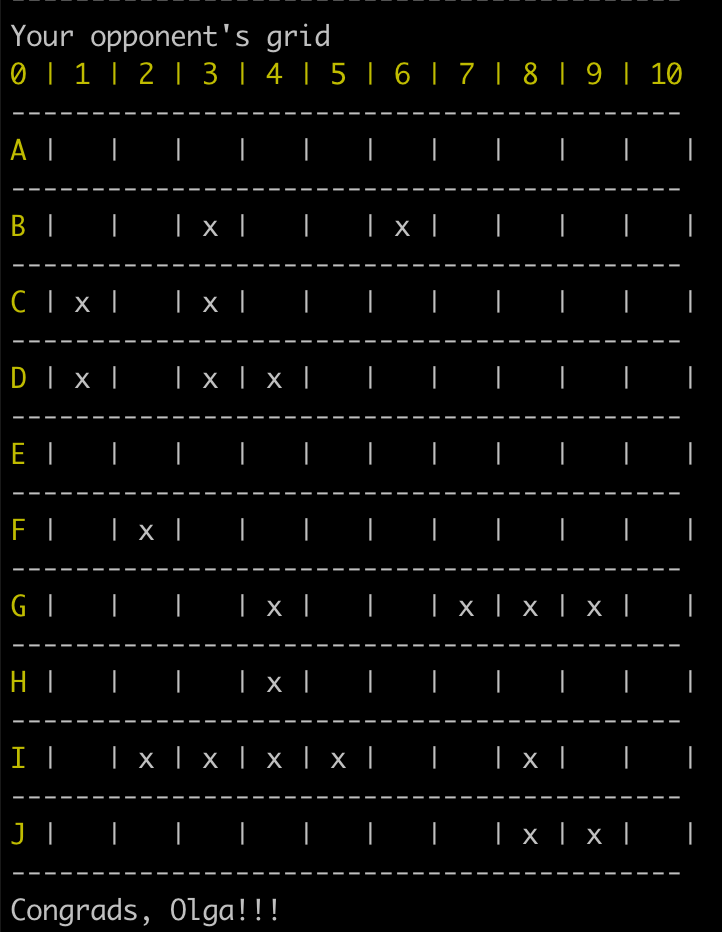 ----------------------------------------
Your opponent's grid
0 | 1 | 2 | 3 | 4 | 5 | 6 | 7 | 8 | 9 | 10
------------------------------------------
A |   |   |   |   |   |   |   |   |   |   |
------------------------------------------
B |   |   | x |   |   | x |   |   |   |   |
------------------------------------------
C | x |   | x |   |   |   |   |   |   |   |
------------------------------------------
D | x |   | x | x |   |   |   |   |   |   |
------------------------------------------
E |   |   |   |   |   |   |   |   |   |   |
------------------------------------------
F |   | x |   |   |   |   |   |   |   |   |
------------------------------------------
G |   |   |   | x |   |   | x | x | x |   |
------------------------------------------
H |   |   |   | x |   |   |   |   |   |   |
------------------------------------------
I |   | x | x | x | x |   |   | x |   |   |
------------------------------------------
J |   |   |   |   |   |   |   | x | x |   |
------------------------------------------
Congrads, Olga!!!